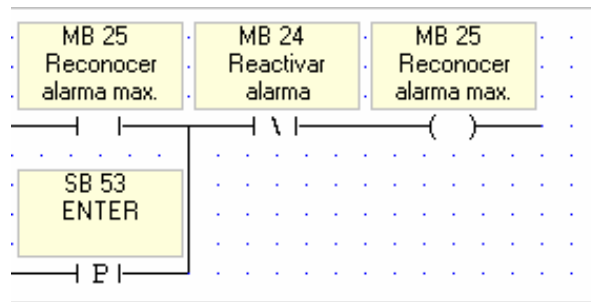 MB 25
Reconocer
alarma max.
MB 24
Reactivar
alarma
MB 25
Reconocer
alarma max.
SB 53
ENTER
P